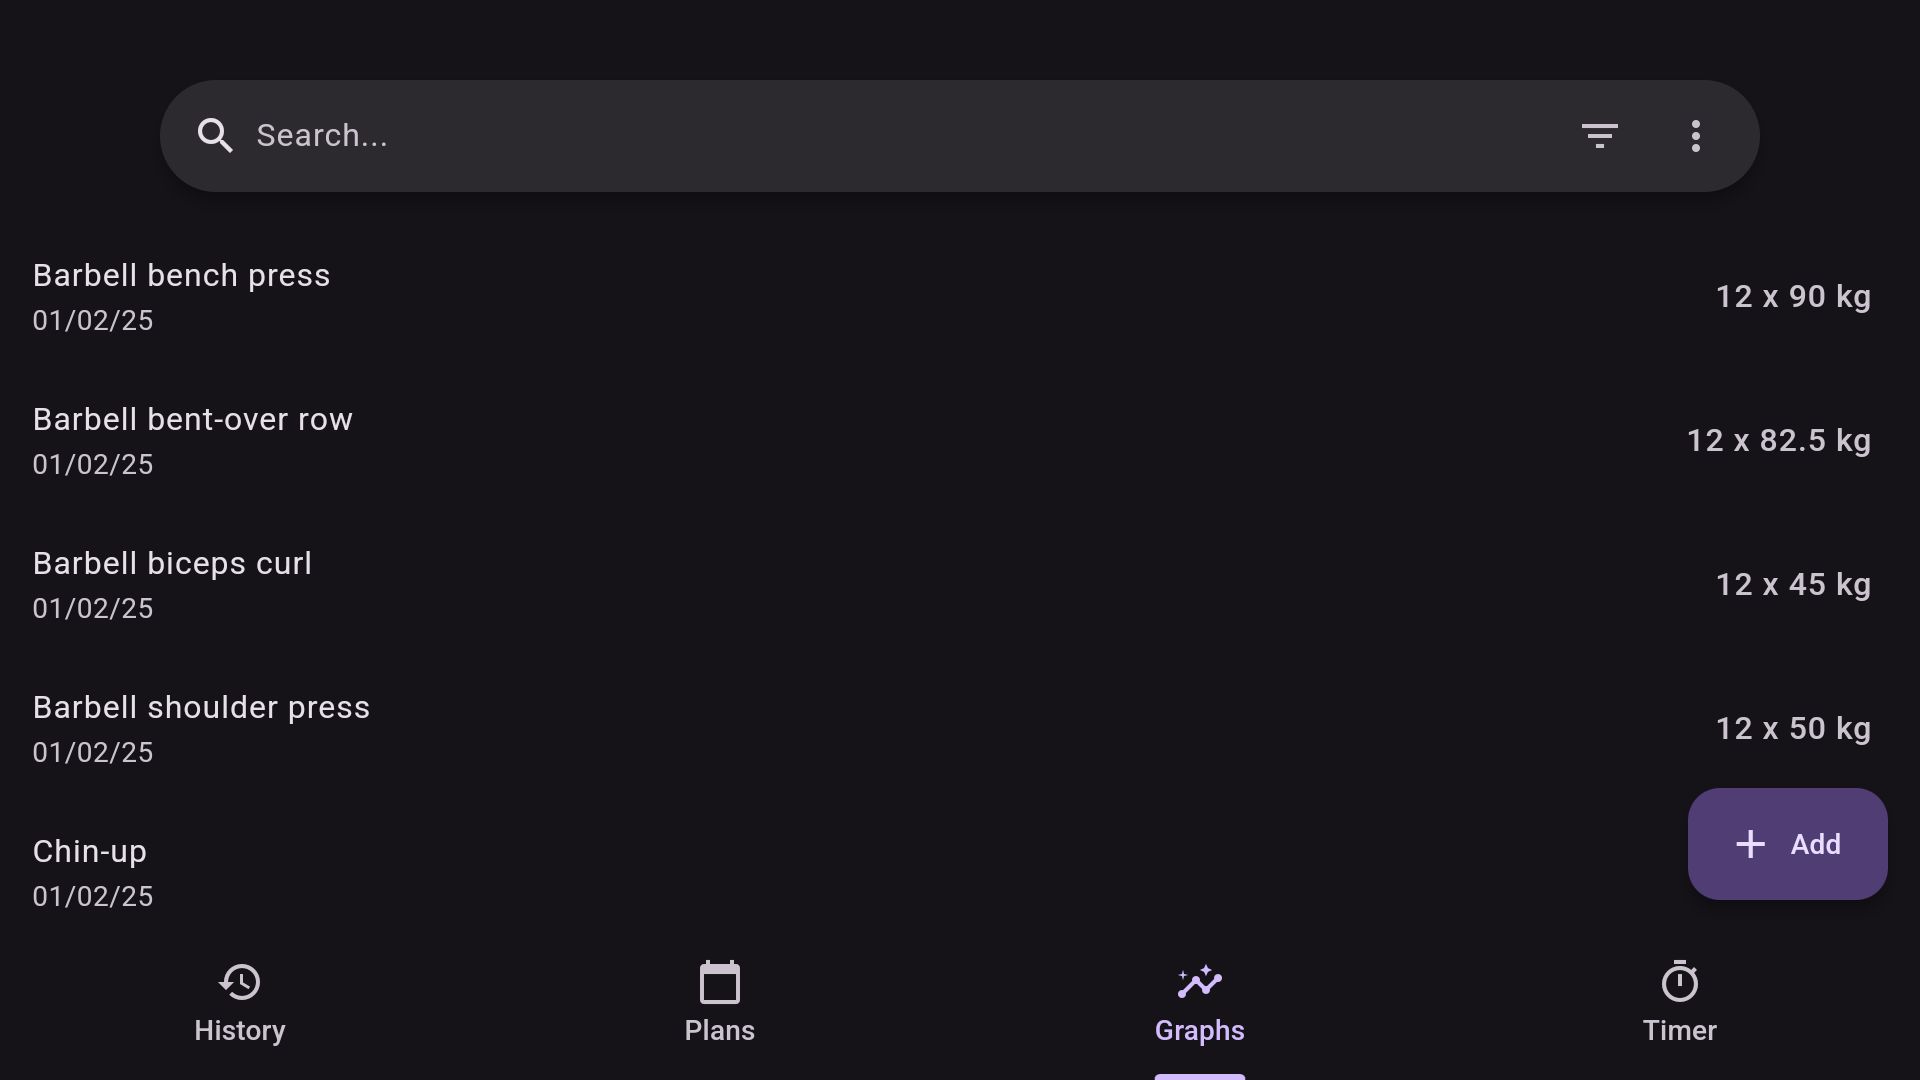 Search...
Barbell bench press
01/02/25
12 x 90 kg
Barbell bent-over row
01/02/25
12 x 82.5 kg
Barbell biceps curl
01/02/25
12 x 45 kg
Barbell shoulder press
01/02/25
12 x 50 kg
Chin-up
01/02/25
Add
History
Plans
Graphs
Timer